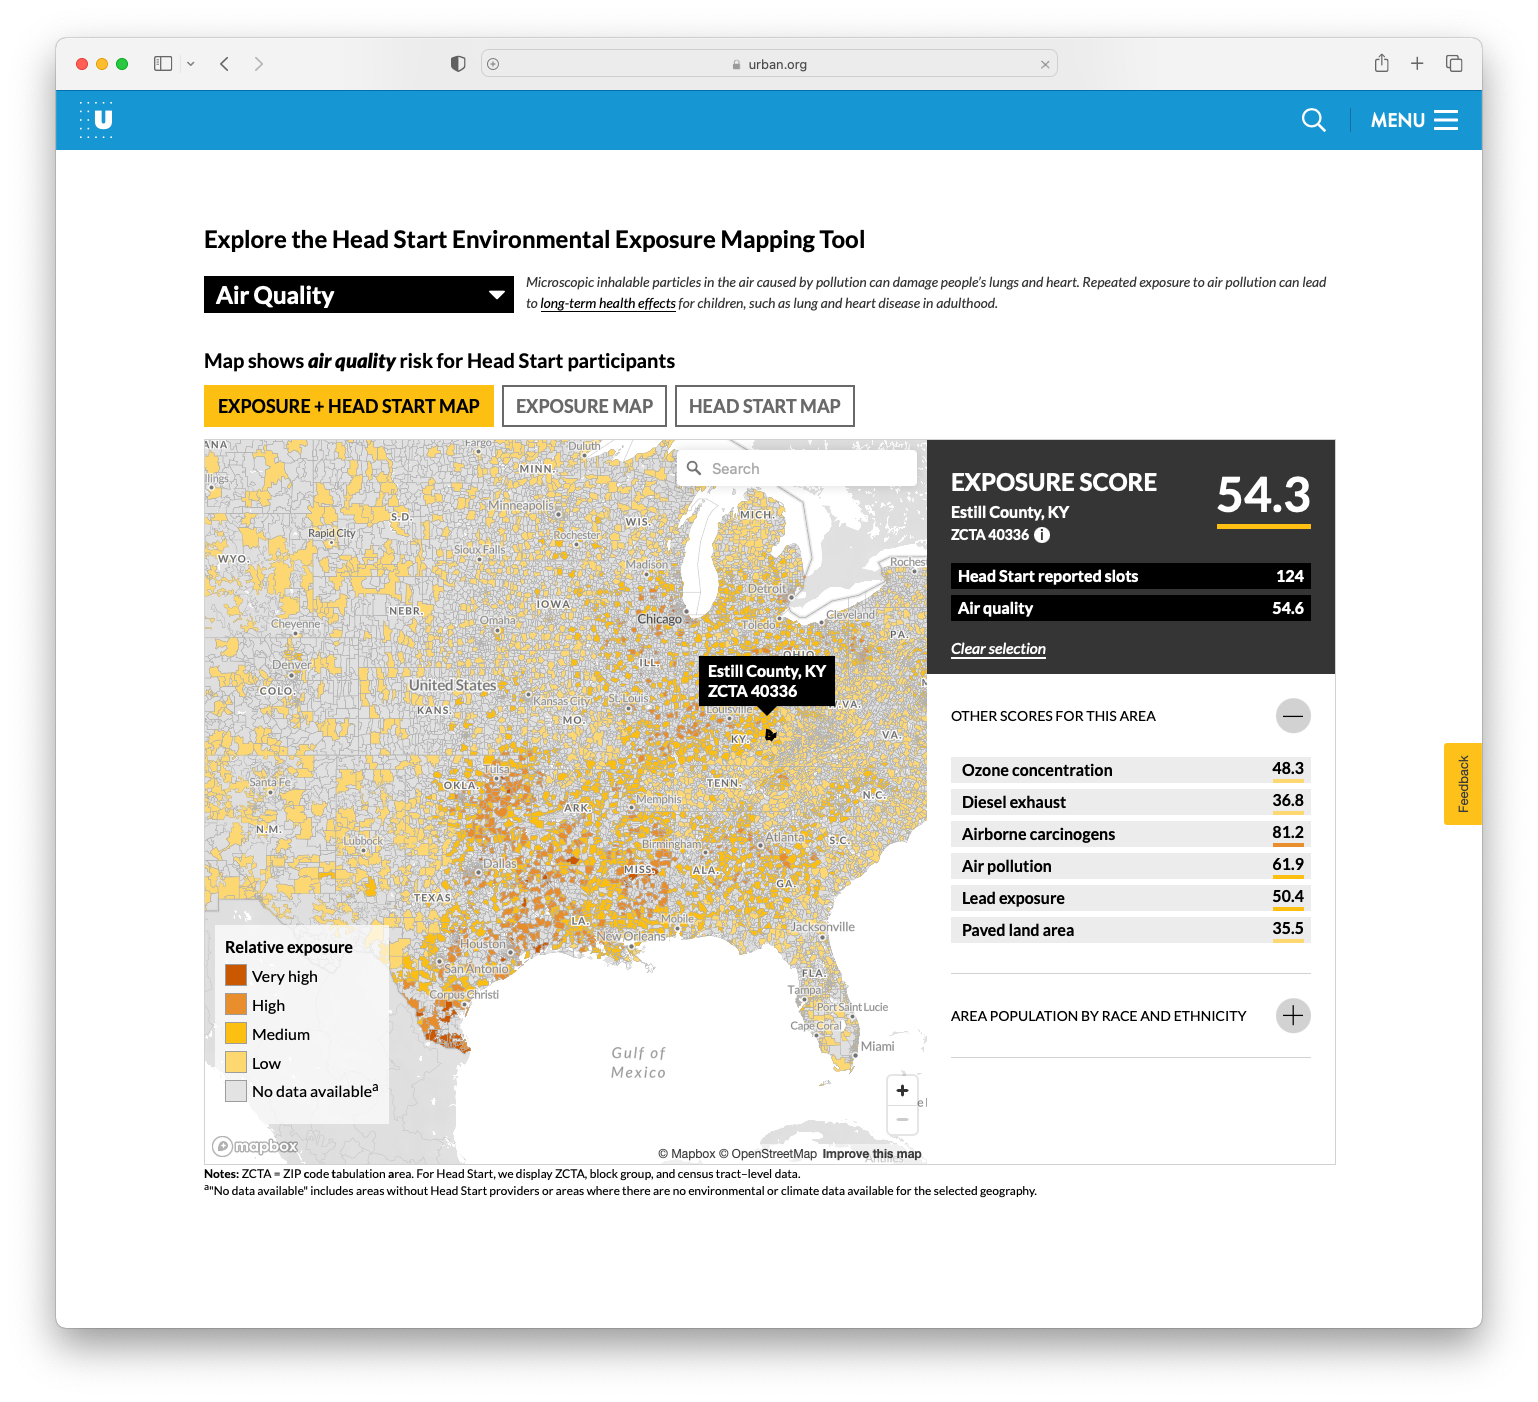 urban.org
U
MENU
Explore the Head Start Environmental Exposure Mapping Tool
Air Quality
Microscopic inhalable particles in the air caused by pollution can damage people's lungs and heart. Repeated exposure to air pollution can lead
to long-term health effects for children, such as lung and heart disease in adulthood.
Map shows air quality risk for Head Start participants
EXPOSURE + HEAD START MAP
EXPOSURE MAP
HEAD START MAP
ANA
Fargo
Duluth
Search
llings
MINN.
Minneapolis
S.D.
WIS.
MICH.
Rapid City
Rochester
Sioux Falls
WYO.
Madison
Rochest
Detroit
NEBR.
IOWA
Chicago
Toledo
Cleveland
Omaha
Cheyenne
PA.
OHIO
ILL.
Denver
Estill County, KY
ZCTA 40336
COLO.
United States
Kansas City
St. Louis
Louisville
W.VA.
KANS.
MO.
KY.
VA.
Tulsa
Santa Fe
OKLA.
TENN.
N.C.
ARK.
Memphis
N.M.
Lubbock
Birmingham
Atlanta
S.C.
Dallas
MISS.
ALA.
GA.
TEXAS
LA.
Mobile
Jacksonville
New Orleans
Houston
San Antonio
FLA.
Corpus Christi
Tampa
Port Saint Lucie
Cape Coral
Miami
Gulf of
Mexico
Relative exposure
Very high
High
Medium
Low
No data availableª
+
−
mapbox
© Mapbox © OpenStreetMap Improve this map
EXPOSURE SCORE
54.3
Estill County, KY
ZCTA 40336 i
Head Start reported slots 124
Air quality 54.6
Clear selection
OTHER SCORES FOR THIS AREA
Ozone concentration 48.3
Diesel exhaust 36.8
Airborne carcinogens 81.2
Air pollution 61.9
Lead exposure 50.4
Paved land area 35.5
AREA POPULATION BY RACE AND ETHNICITY
Feedback
Notes: ZCTA = ZIP code tabulation area. For Head Start, we display ZCTA, block group, and census tract–level data.
ª"No data available" includes areas without Head Start providers or areas where there are no environmental or climate data available for the selected geography.